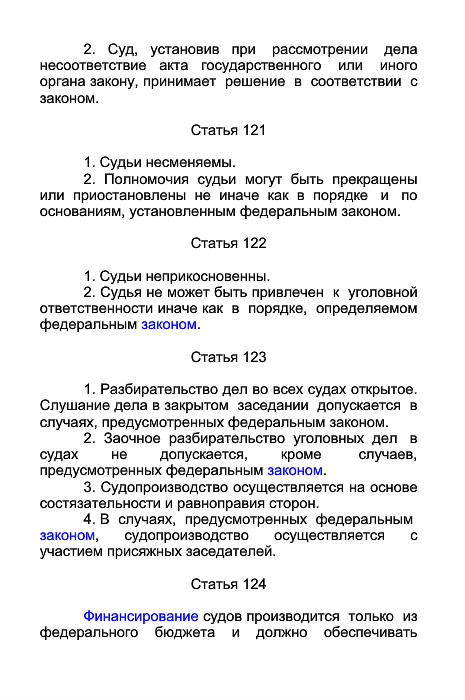 2. Суд, установив при рассмотрении дела
несоответствие акта государственного или иного
органа закону, принимает решение в соответствии с
законом.
Статья 121
1. Судьи несменяемы.
2. Полномочия судьи могут быть прекращены
или приостановлены не иначе как в порядке и по
основаниям, установленным федеральным законом.
Статья 122
1. Судьи неприкосновенны.
2. Судья не может быть привлечен к уголовной
ответственности иначе как в порядке, определяемом
федеральным законом.
Статья 123
1. Разбирательство дел во всех судах открытое.
Слушание дела в закрытом заседании допускается в
случаях, предусмотренных федеральным законом.
2. Заочное разбирательство уголовных дел в
судах не допускается, кроме случаев,
предусмотренных федеральным законом.
3. Судопроизводство осуществляется на основе
состязательности и равноправия сторон.
4. В случаях, предусмотренных федеральным
законом, судопроизводство осуществляется с
участием присяжных заседателей.
Статья 124
Финансирование судов производится только из
федерального бюджета и должно обеспечивать